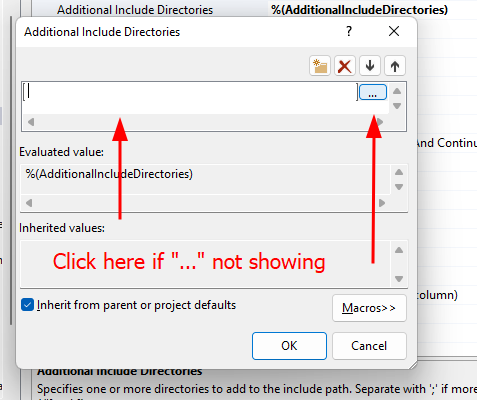 Additional Include Directories %(AdditionalIncludeDirectories)
Additional Include Directories
...
Evaluated value:
%(AdditionalIncludeDirectories)
And Continu
Inherited values:
Click here if "..." not showing
column)
Inherit from parent or project defaults
Macros>>
OK Cancel
Additional Include Directories
Specifies one or more directories to add to the include path. Separate with ';' if more